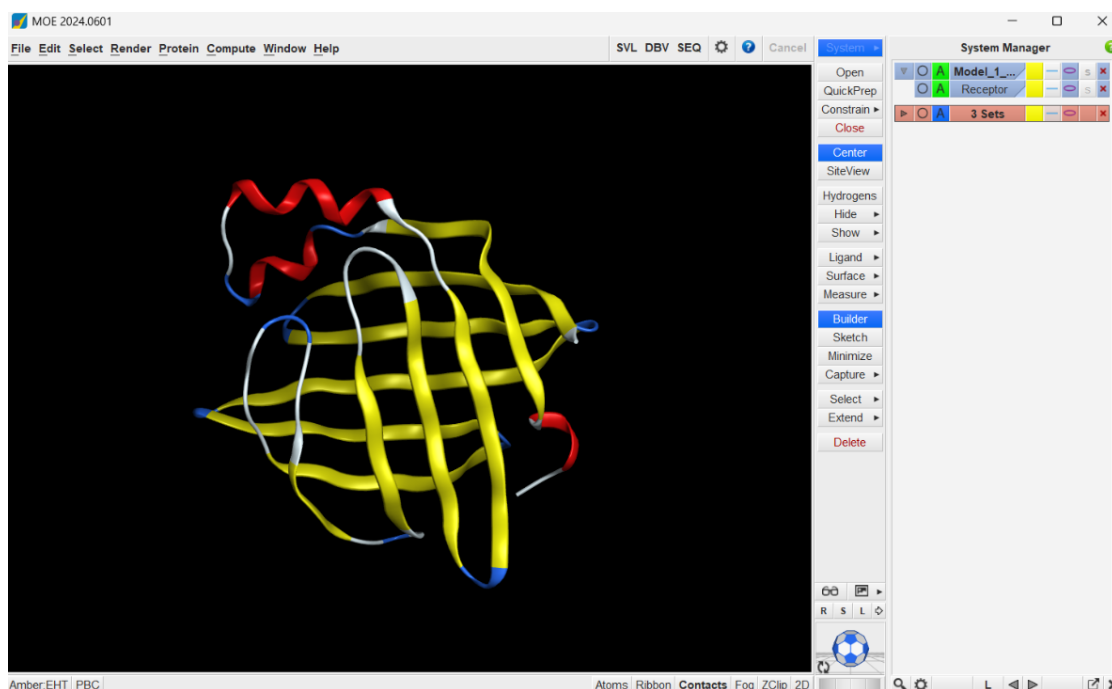 MOE 2024.0601
File Edit Select Render Protein Compute Window Help
SVL DBV SEQ Cancel
System
Open
QuickPrep
Constrain
Close
Center
SiteView
Hydrogens
Hide
Show
Ligand
Surface
Measure
Builder
Sketch
Minimize
Capture
Select
Extend
Delete
R S L
System Manager
A Model_1_... s
A Receptor s
A 3 Sets
Amber:EHT PBC
Atoms Ribbon Contacts Fog ZClip 2D
L